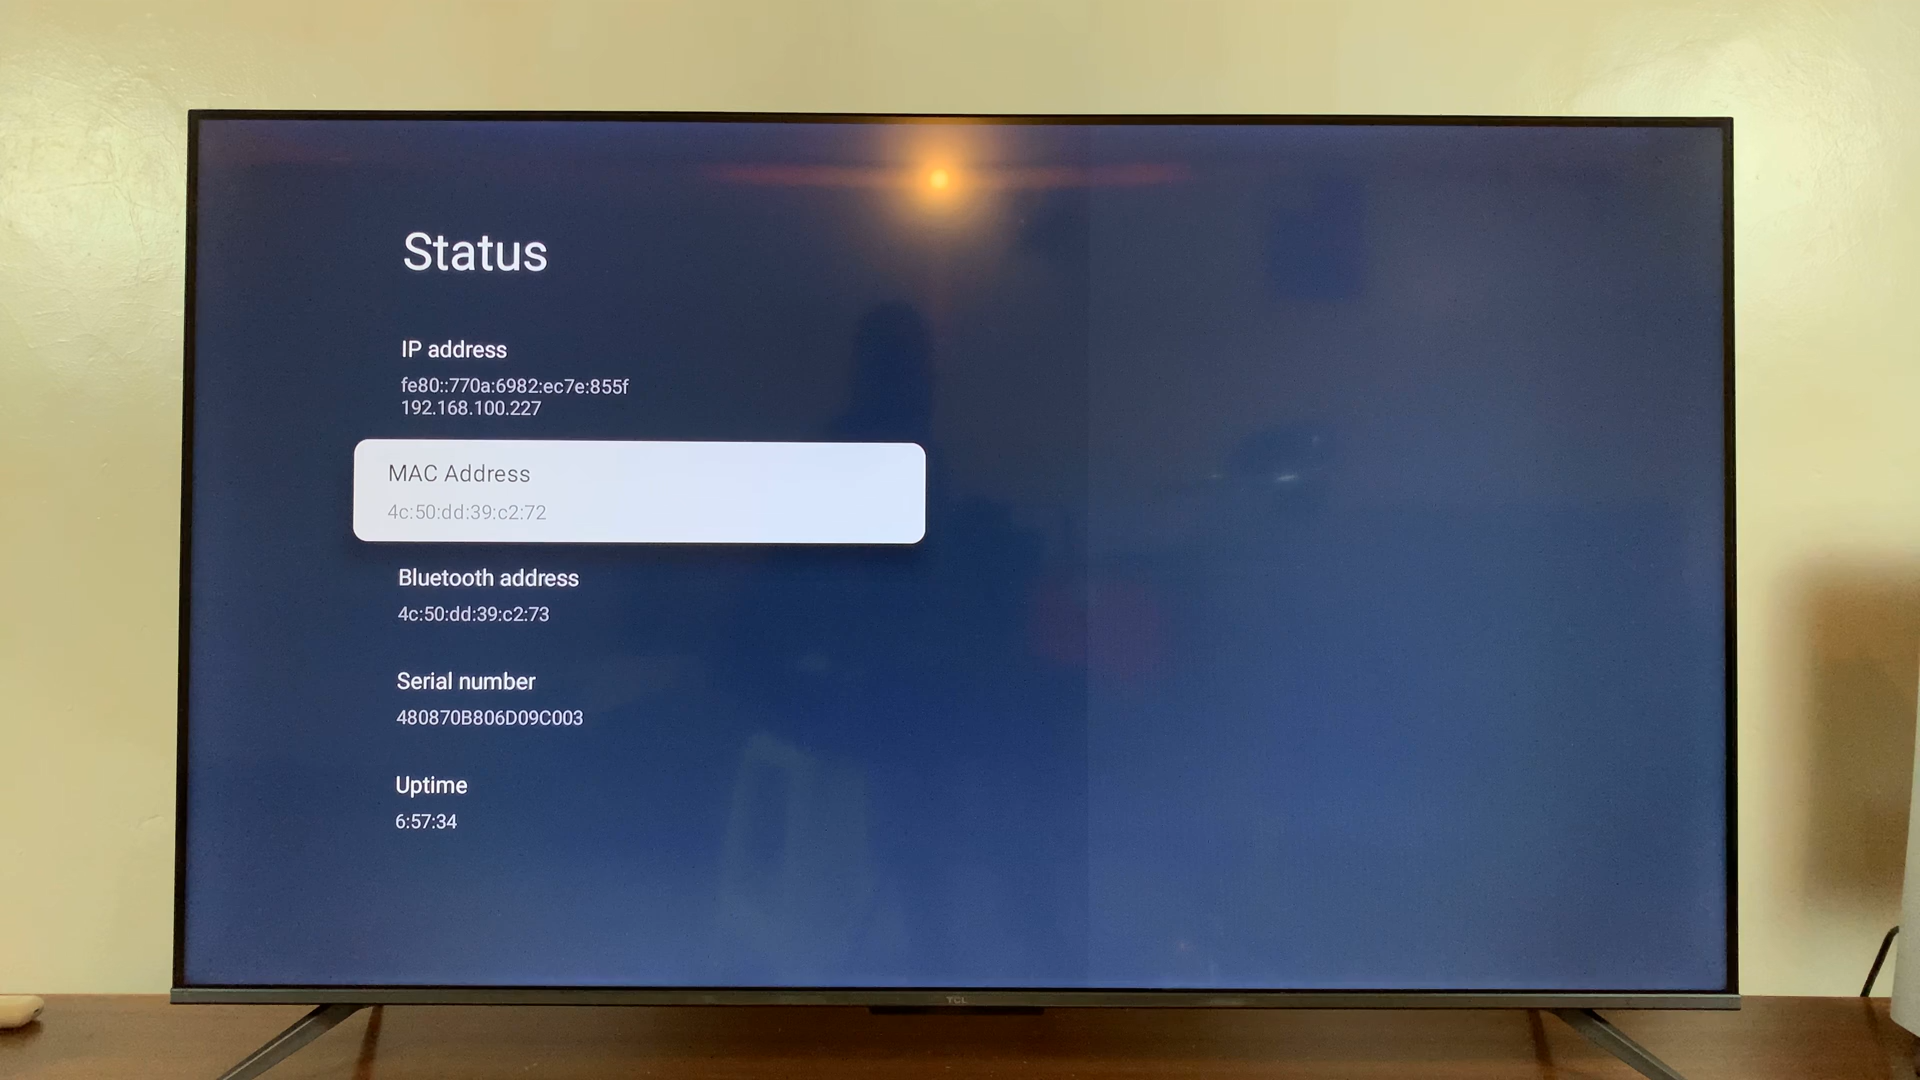 Status
IP address
fe80::770a:6982:ec7e:855f
192.168.100.227
MAC Address
4c:50:dd:39:c2:72
Bluetooth address
4c:50:dd:39:c2:73
Serial number
480870B806D09C003
Uptime
6:57:34
TCL